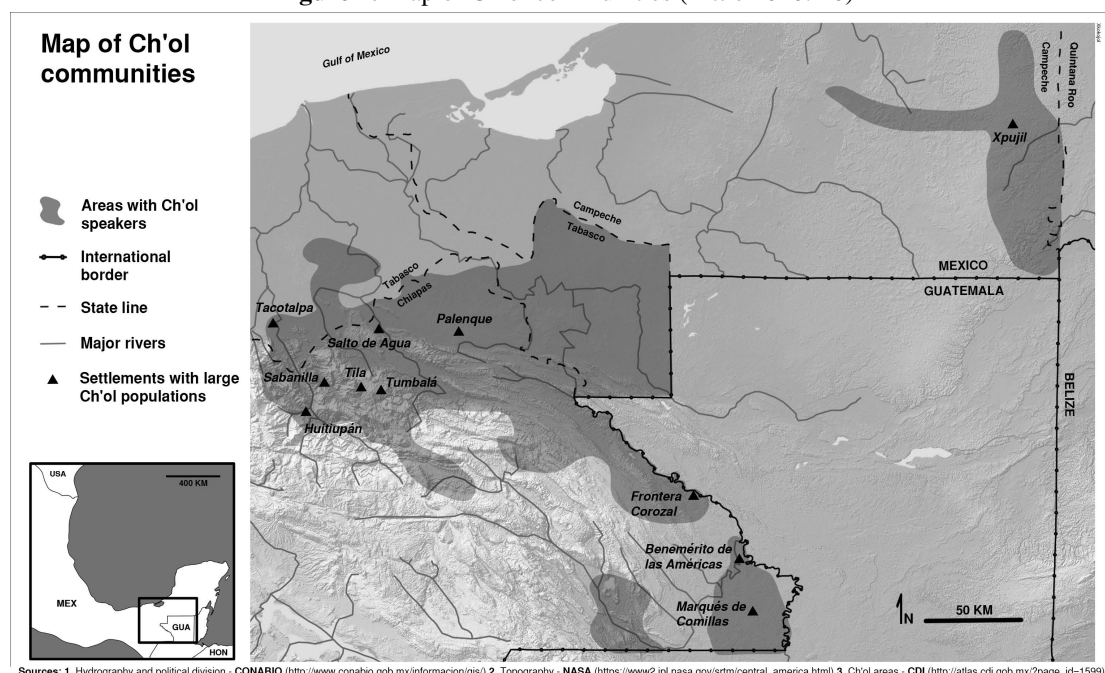 Map of Ch'ol
communities
Areas with Ch'ol
speakers
International
border
State line
Major rivers
Settlements with large
Ch'ol populations
USA
400 KM
MEX
GUA
HON
Gulf of Mexico
Campeche
Quintana Roo
Xpujil
Campeche
Tabasco
MEXICO
GUATEMALA
Tabasco
Chiapas
Tacotalpa
Palenque
Salto de Agua
Sabanilla
Tila
Tumbalá
Huitiupán
BELIZE
Frontera
Corozal
Benemérito de
las Américas
Marqués de
Comillas
N
50 KM
Sources: 1. Hydrography and political division - CONABIO (http://www.conabio.gob.mx/informacion/gis/) 2. Topography - NASA (https://www2.jpl.nasa.gov/srtm/central_america.html) 3. Ch'ol areas - CDI (http://atlas.cdi.gob.mx/?page_id=1599)